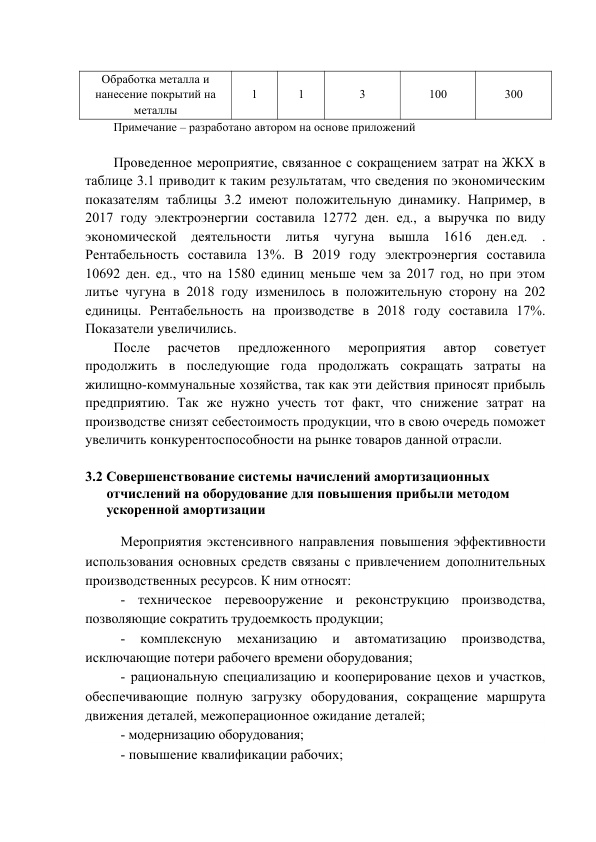 Обработка металла и
нанесение покрытий на
металлы
1 1 3 100 300
Примечание – разработано автором на основе приложений
Проведенное мероприятие, связанное с сокращением затрат на ЖКХ в
таблице 3.1 приводит к таким результатам, что сведения по экономическим
показателям таблицы 3.2 имеют положительную динамику. Например, в
2017 году электроэнергии составила 12772 ден. ед., а выручка по виду
экономической деятельности литья чугуна вышла 1616 ден.ед. .
Рентабельность составила 13%. В 2019 году электроэнергия составила
10692 ден. ед., что на 1580 единиц меньше чем за 2017 год, но при этом
литье чугуна в 2018 году изменилось в положительную сторону на 202
единицы. Рентабельность на производстве в 2018 году составила 17%.
Показатели увеличились.
После расчетов предложенного мероприятия автор советует
продолжить в последующие года продолжать сокращать затраты на
жилищно-коммунальные хозяйства, так как эти действия приносят прибыль
предприятию. Так же нужно учесть тот факт, что снижение затрат на
производстве снизят себестоимость продукции, что в свою очередь поможет
увеличить конкурентоспособности на рынке товаров данной отрасли.
3.2 Совершенствование системы начислений амортизационных
отчислений на оборудование для повышения прибыли методом
ускоренной амортизации
Мероприятия экстенсивного направления повышения эффективности
использования основных средств связаны с привлечением дополнительных
производственных ресурсов. К ним относят:
- техническое перевооружение и реконструкцию производства,
позволяющие сократить трудоемкость продукции;
- комплексную механизацию и автоматизацию производства,
исключающие потери рабочего времени оборудования;
- рациональную специализацию и кооперирование цехов и участков,
обеспечивающие полную загрузку оборудования, сокращение маршрута
движения деталей, межоперационное ожидание деталей;
- модернизацию оборудования;
- повышение квалификации рабочих;